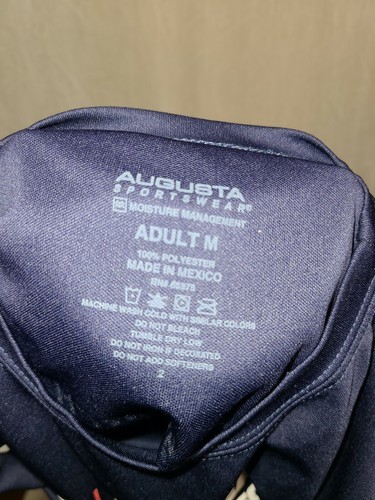 AUGUSTA
SPORTSWEAR®
MOISTURE MANAGEMENT
ADULT M
100% POLYESTER
MADE IN MEXICO
MACHINE WASH COLD WITH SIMILAR COLORS
DO NOT BLEACH
TUMBLE DRY LOW
DO NOT IRON IF DECORATED
DO NOT ADD SOFTENERS
2